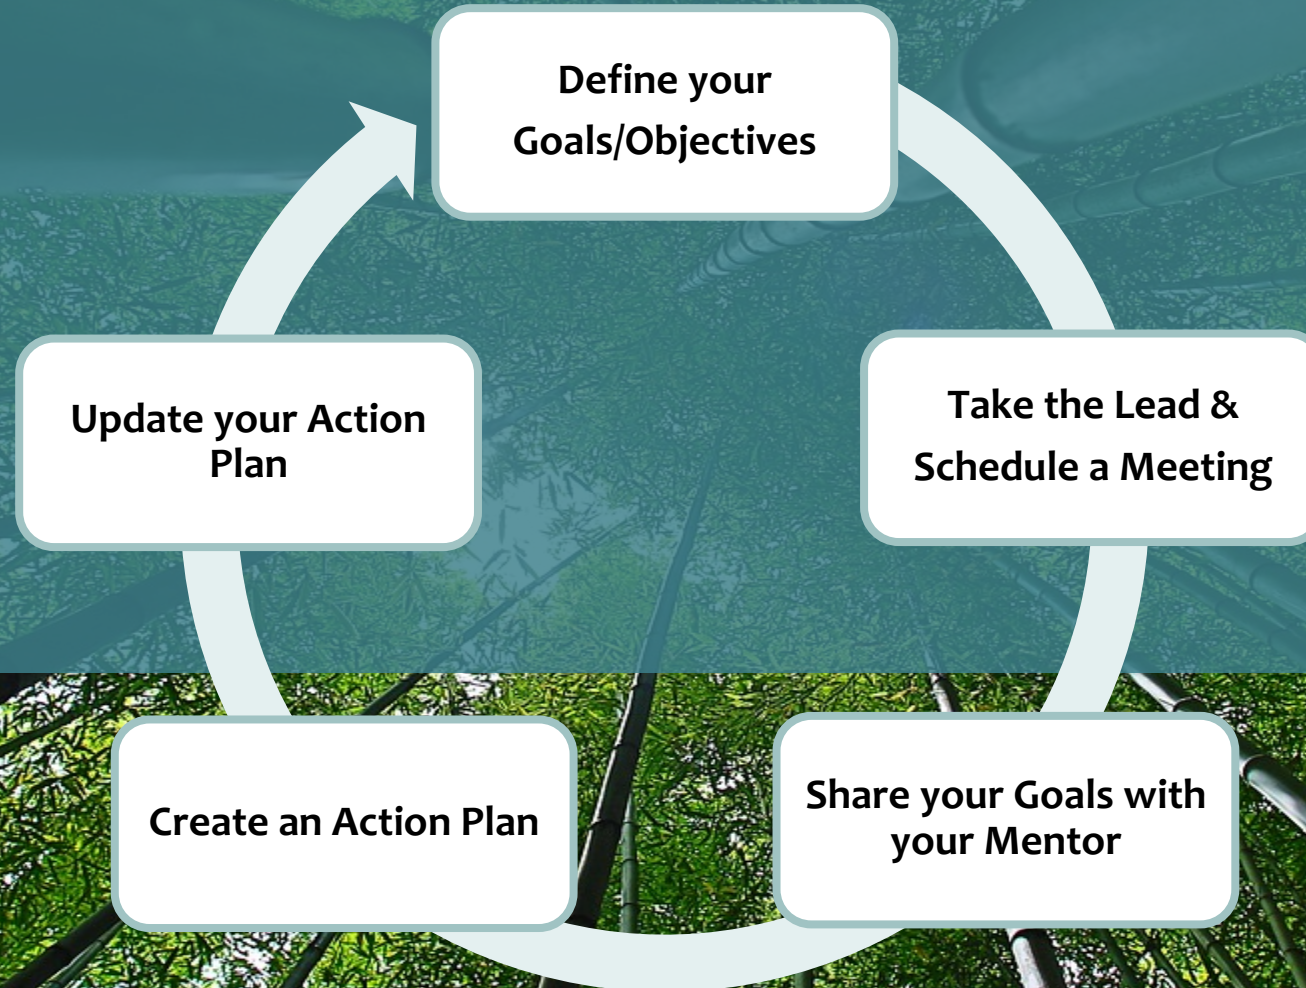 Define your
Goals/Objectives
Take the Lead &
Schedule a Meeting
Share your Goals with
your Mentor
Create an Action Plan
Update your Action
Plan